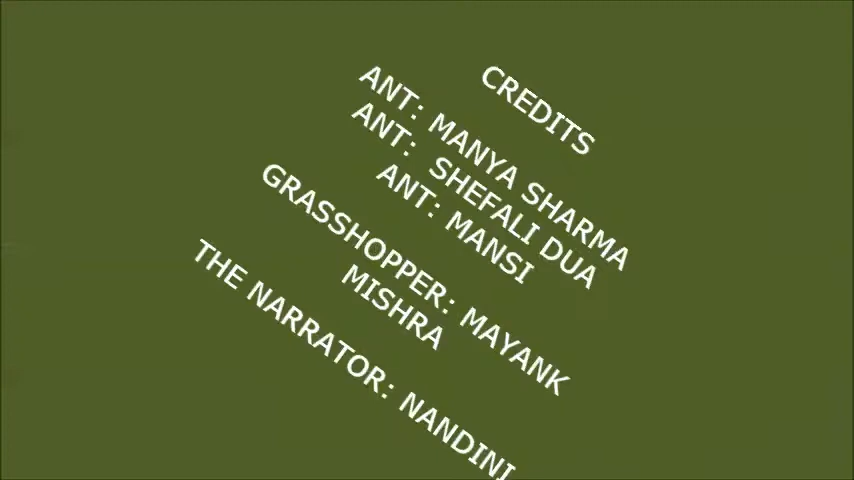 CREDITS
ANT: MANYA SHARMA
ANT: SHEFALI DUA
ANT: MANSI
GRASSHOPPER: MAYANK
MISHRA
THE NARRATOR: NANDINI